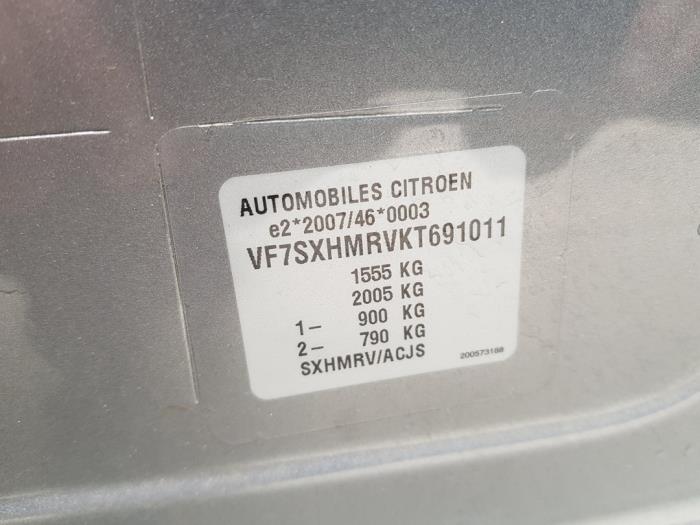 AUTOMOBILES CITROEN
e2*2007/46*0003
VF7SXHMRVKT691011
1555 KG
2005 KG
1- 900 KG
2- 790 KG
SXHMRV/ACJS 200573188